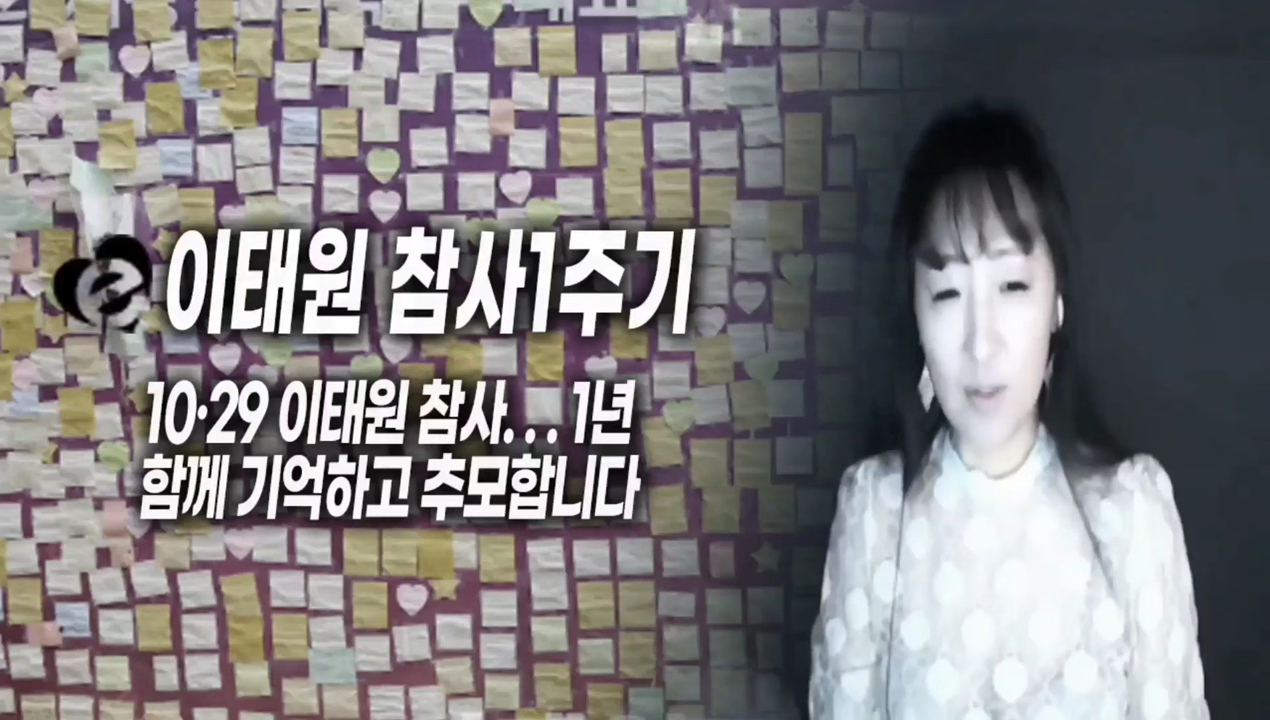 이태원 참사1주기
10·29 이태원 참사...1년
함께 기억하고 추모합니다